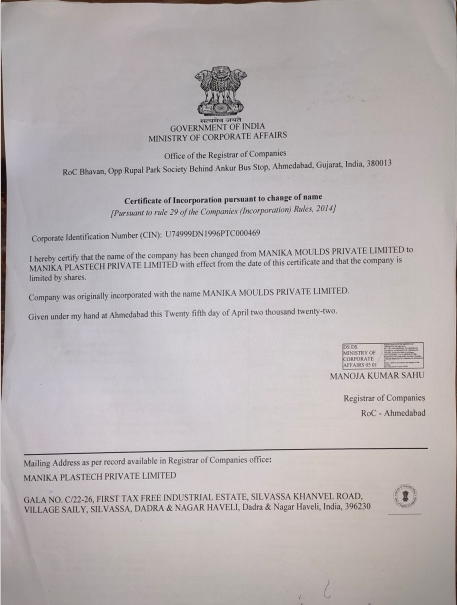 सत्यमेव जयते
GOVERNMENT OF INDIA
MINISTRY OF CORPORATE AFFAIRS
Office of the Registrar of Companies
RoC Bhavan, Opp Rupal Park Society Behind Ankur Bus Stop, Ahmedabad, Gujarat, India, 380013
Certificate of Incorporation pursuant to change of name
[Pursuant to rule 29 of the Companies (Incorporation) Rules, 2014]
Corporate Identification Number (CIN): U74999DN1996PTC000469
I hereby certify that the name of the company has been changed from MANIKA MOULDS PRIVATE LIMITED to
MANIKA PLASTECH PRIVATE LIMITED with effect from the date of this certificate and that the company is
limited by shares.
Company was originally incorporated with the name MANIKA MOULDS PRIVATE LIMITED.
Given under my hand at Ahmedabad this Twenty fifth day of April two thousand twenty-two.
DS DS
MINISTRY OF
CORPORATE
AFFAIRS 05 01
MANOJA KUMAR SAHU
Registrar of Companies
RoC - Ahmedabad
Mailing Address as per record available in Registrar of Companies office:
MANIKA PLASTECH PRIVATE LIMITED
GALA NO. C/22-26, FIRST TAX FREE INDUSTRIAL ESTATE, SILVASSA KHANVEL ROAD,
VILLAGE SAILY, SILVASSA, DADRA & NAGAR HAVELI, Dadra & Nagar Haveli, India, 396230